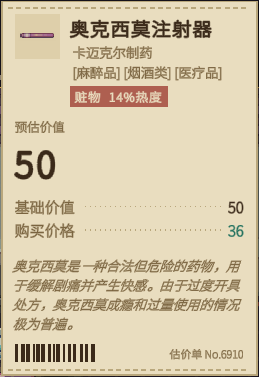 奥克西莫注射器
卡迈克尔制药
[麻醉品] [烟酒类] [医疗品]
赃物 14%热度
预估价值
50
基础价值 50
购买价格 36
奥克西莫是一种合法但危险的药物，用
于缓解剧痛并产生快感。由于过度开具
处方，奥克西莫成瘾和过量使用的情况
极为普遍。
估价单 No.6910